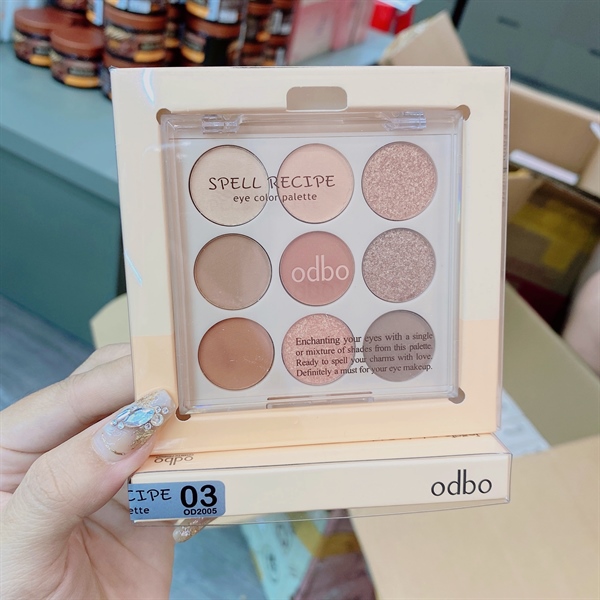 SPELL RECIPE
eye color palette
odbo
Enchanting your eyes with a single
or mixture of shades from this palette.
Ready to spell your charms with love.
Definitely a must for your eye makeup.
odbo
odbo
CIPE 03
ette OD2005